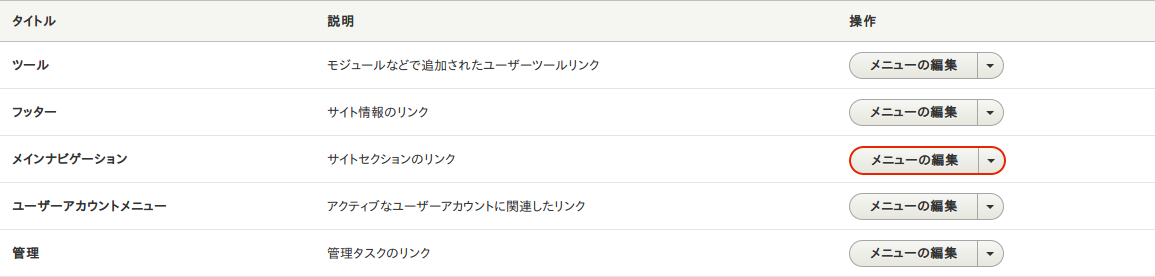 タイトル 説明 操作
ツール モジュールなどで追加されたユーザーツールリンク メニューの編集
フッター サイト情報のリンク メニューの編集
メインナビゲーション サイトセクションのリンク メニューの編集
ユーザーアカウントメニュー アクティブなユーザーアカウントに関連したリンク メニューの編集
管理 管理タスクのリンク メニューの編集